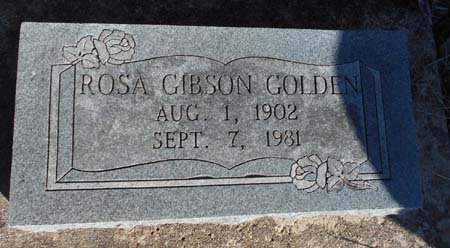 ROSA GIBSON GOLDEN
AUG. 1, 1902
SEPT. 7, 1981